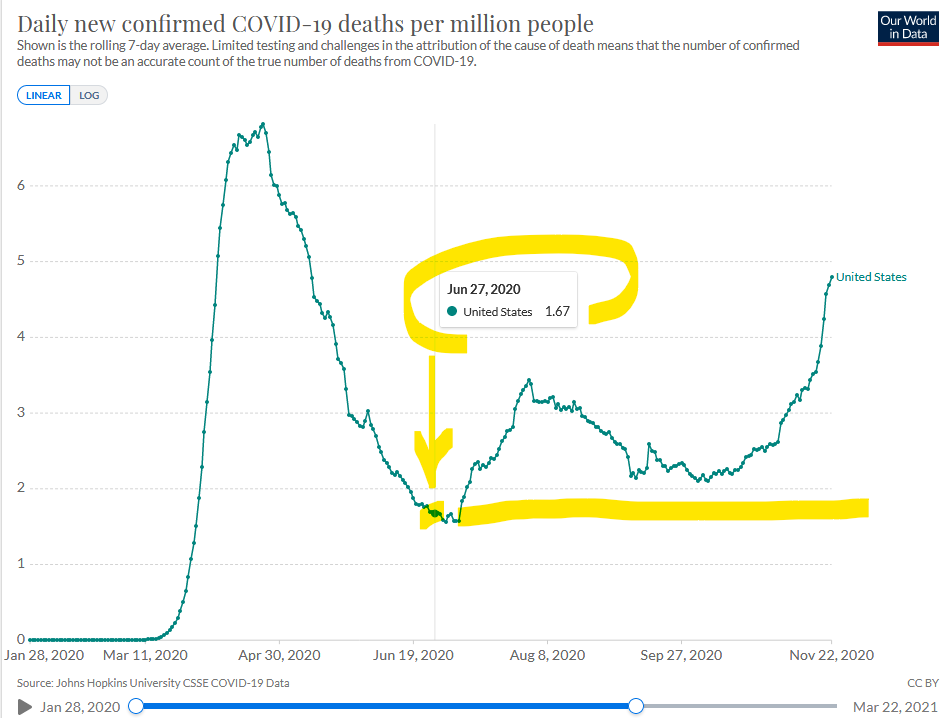 Daily new confirmed COVID-19 deaths per million people
Our World
in Data
Shown is the rolling 7-day average. Limited testing and challenges in the attribution of the cause of death means that the number of confirmed
deaths may not be an accurate count of the true number of deaths from COVID-19.
LINEAR LOG
6
5
Jun 27, 2020
United States 1.67
United States
4
3
2
1
0
Jan 28, 2020 Mar 11, 2020 Apr 30, 2020 Jun 19, 2020 Aug 8, 2020 Sep 27, 2020 Nov 22, 2020
Source: Johns Hopkins University CSSE COVID-19 Data CC BY
Jan 28, 2020 Mar 22, 2021